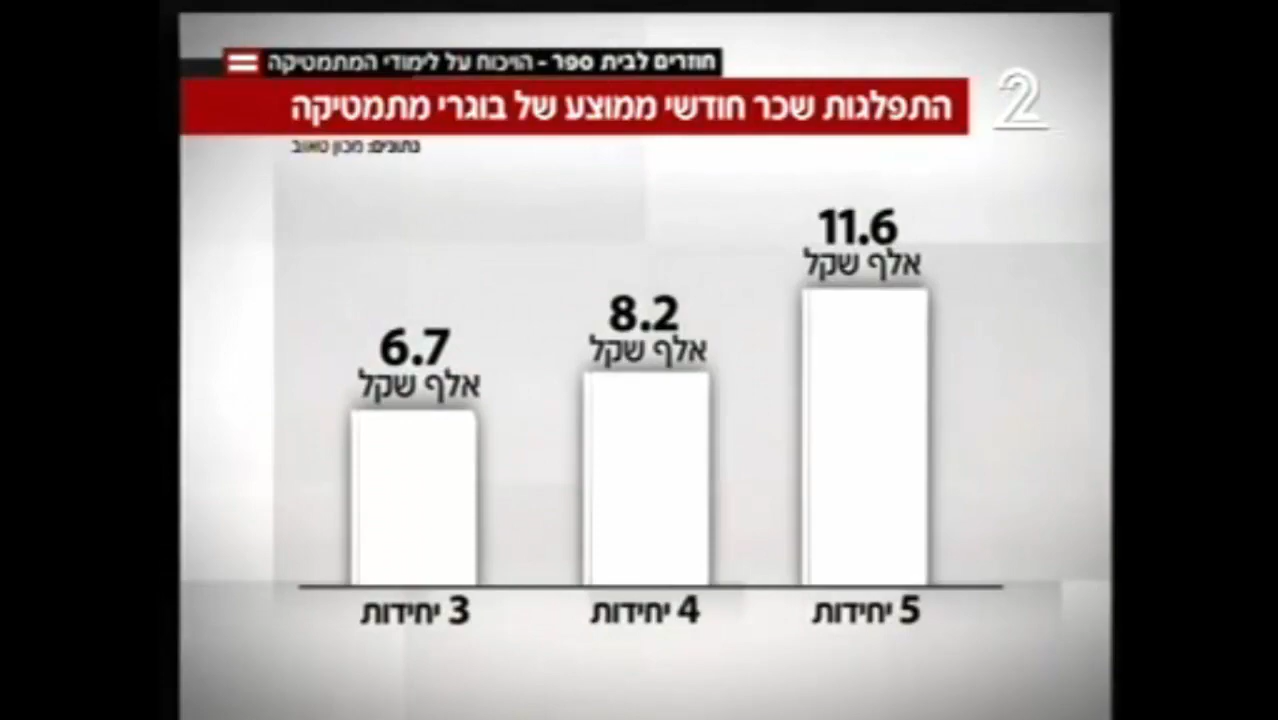 חוזרים לבית ספר - הויכוח על לימודי המתמטיקה
התפלגות שכר חודשי ממוצע של בוגרי מתמטיקה
2
נתונים: מכון טאוב
11.6
אלף שקל
8.2
אלף שקל
6.7
אלף שקל
5 יחידות
4 יחידות
3 יחידות